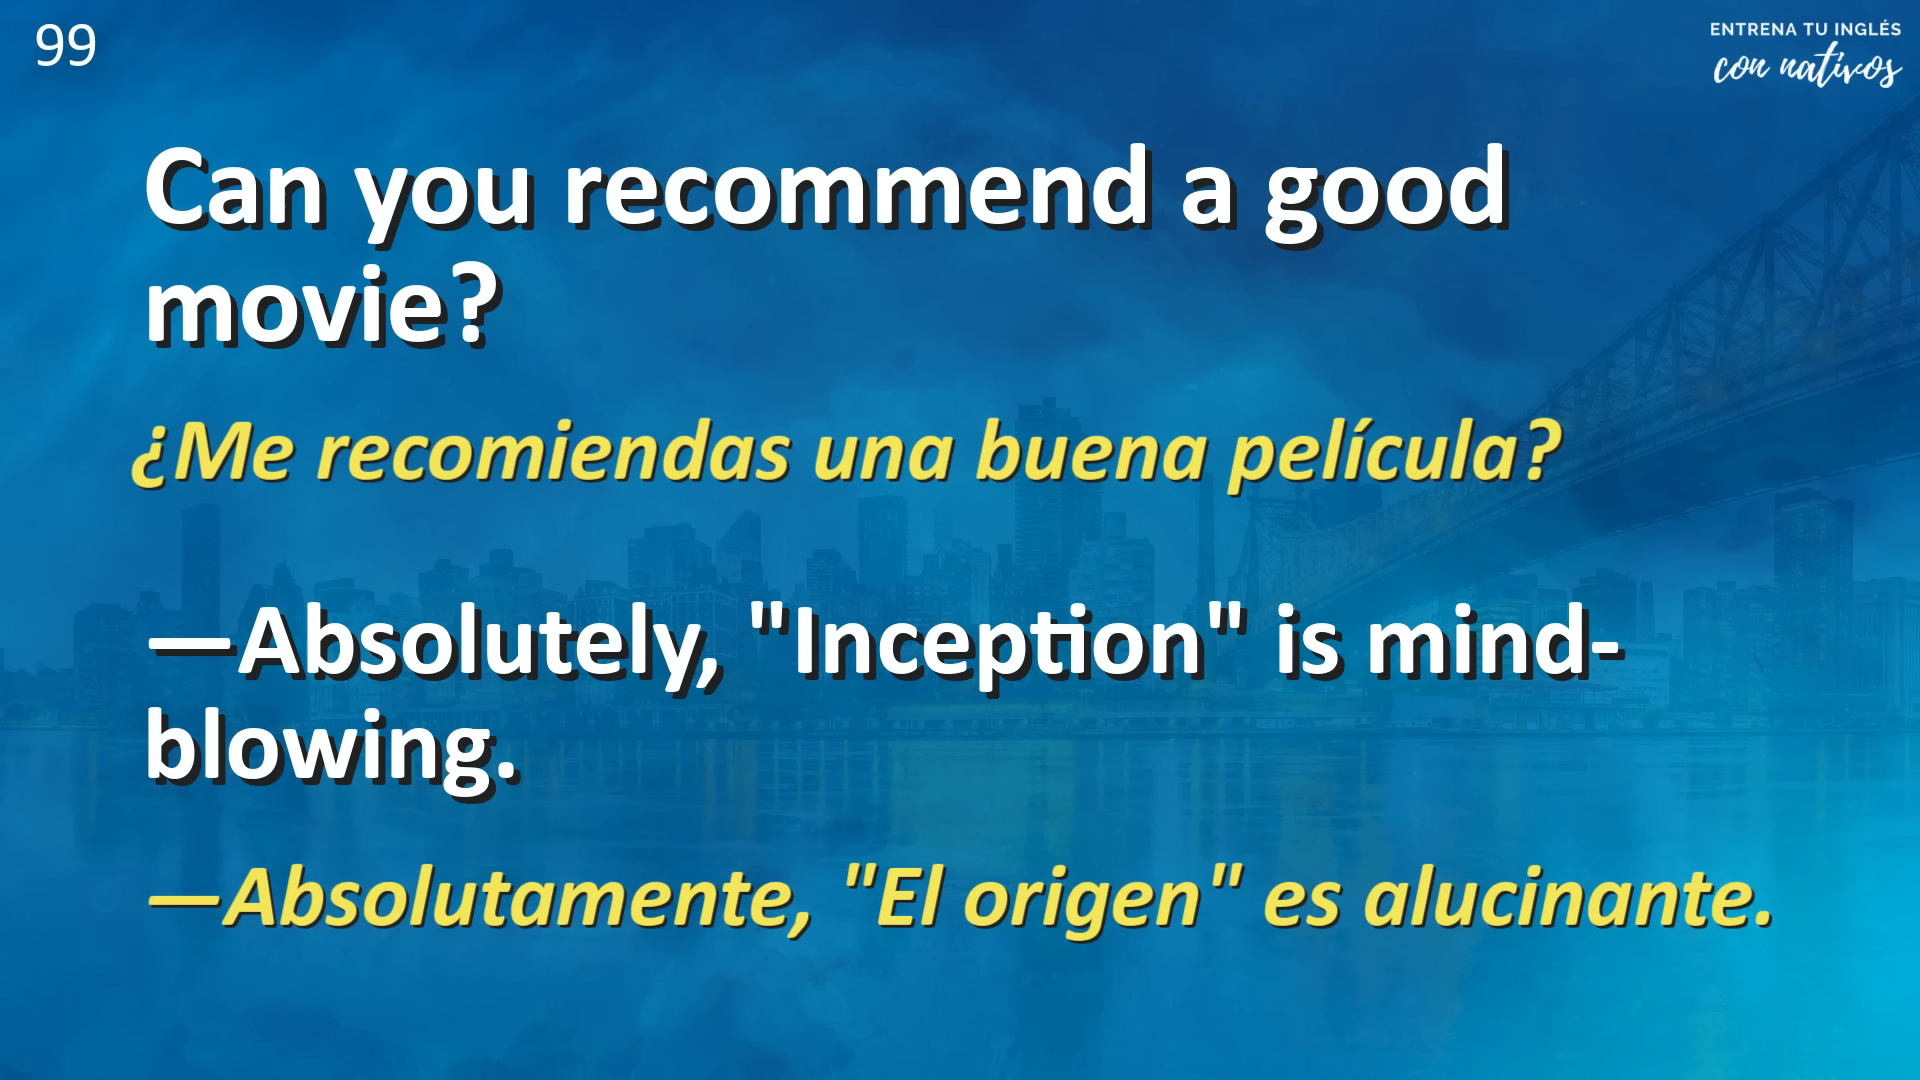 99
ENTRENA TU INGLÉS
con nativos
Can you recommend a good
movie?
¿Me recomiendas una buena película?
—Absolutely, "Inception" is mind-
blowing.
—Absolutamente, "El origen" es alucinante.